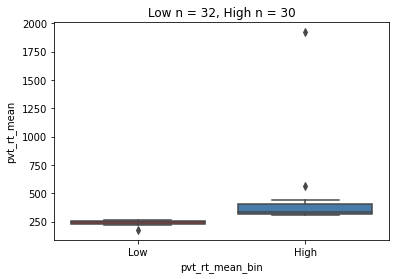 Low n = 32, High n = 30
2000
1750
1500
1250
1000
750
500
250
pvt_rt_mean
Low High
pvt_rt_mean_bin